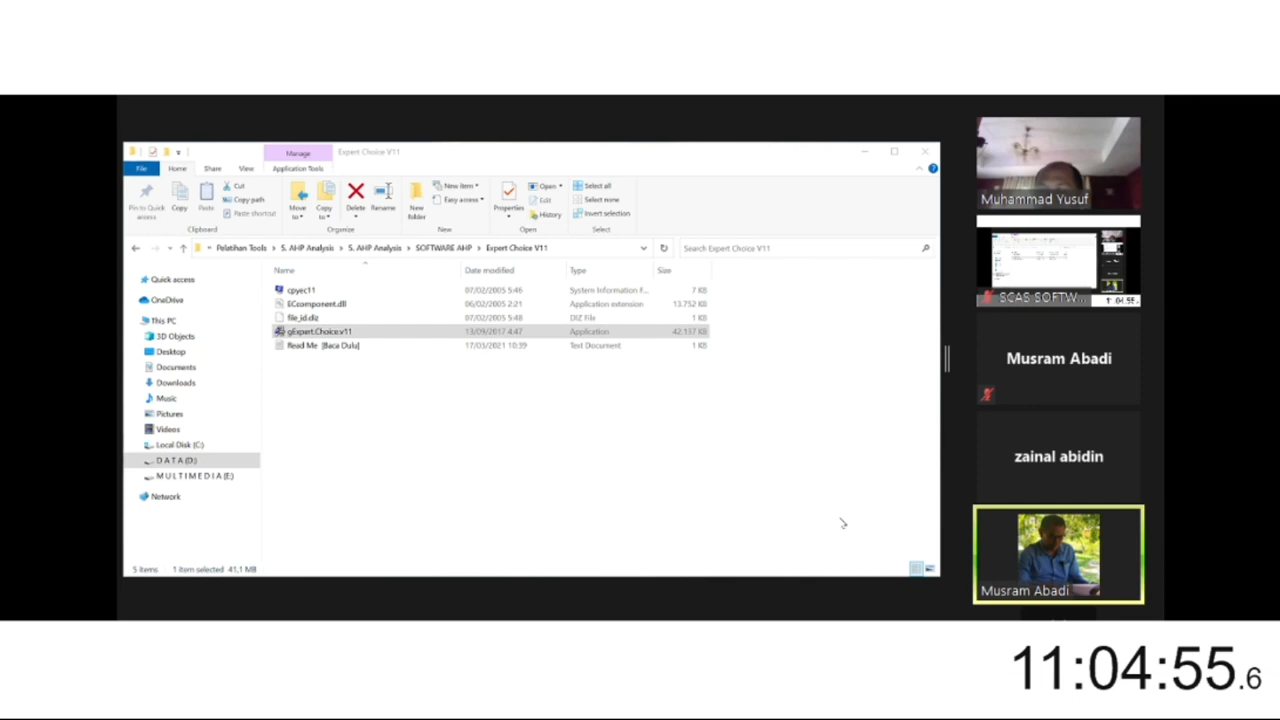 Manage
Expert Choice V11
File
Home
Share
View
Application Tools
Pin to Quick access
Copy
Paste
Cut
Copy path
Paste shortcut
Clipboard
Move to
Copy to
Delete
Rename
Organize
New folder
New item
Easy access
New
Properties
Open
Edit
History
Open
Select all
Select none
Invert selection
Select
Pelatihan Tools > 5. AHP Analysis > 5. AHP Analysis > SOFTWARE AHP > Expert Choice V11
Search Expert Choice V11
Name Date modified Type Size
cpyec11 07/02/2005 5:46 System Information F... 7 KB
ECcomponent.dll 06/02/2005 2:21 Application extension 13.752 KB
file_id.diz 07/02/2005 5:48 DIZ File 1 KB
gExpert.Choice.v11 13/09/2017 4:47 Application 42.137 KB
Read Me [Baca Dulu] 17/03/2021 10:39 Text Document 1 KB
Quick access
OneDrive
This PC
3D Objects
Desktop
Documents
Downloads
Music
Pictures
Videos
Local Disk (C:)
D A T A (D:)
M U L T I M E D I A (E:)
Network
5 items 1 item selected 41,1 MB
Muhammad Yusuf
SCAS SOFTW...
11:04:55.
Musram Abadi
zainal abidin
Musram Abadi
11:04:55.6